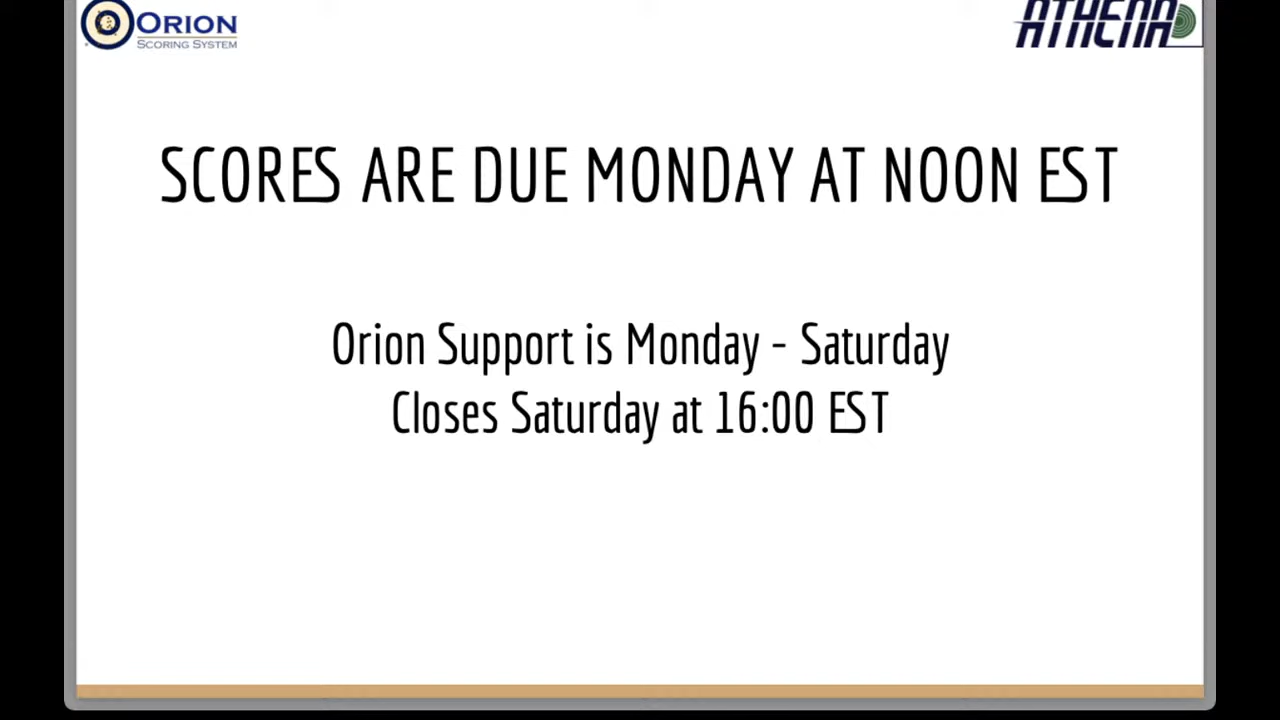 ORION
SCORING SYSTEM
ATHENA
SCORES ARE DUE MONDAY AT NOON EST
Orion Support is Monday - Saturday
Closes Saturday at 16:00 EST